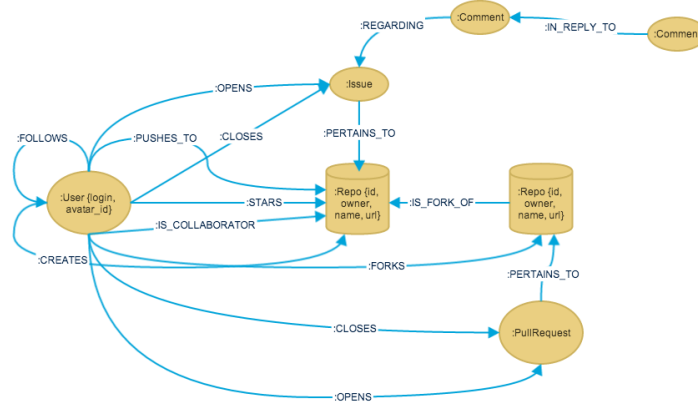 :Comment
:REGARDING
:IN_REPLY_TO
:Commen
:Issue
:OPENS
:CLOSES
:PERTAINS_TO
:FOLLOWS
:PUSHES_TO
:User {login,
avatar_id}
:STARS
:Repo {id,
owner,
name, url}
:IS_FORK_OF
:Repo {id,
owner,
name, url}
:IS_COLLABORATOR
:CREATES
:FORKS
:PERTAINS_TO
:CLOSES
:PullRequest
:OPENS